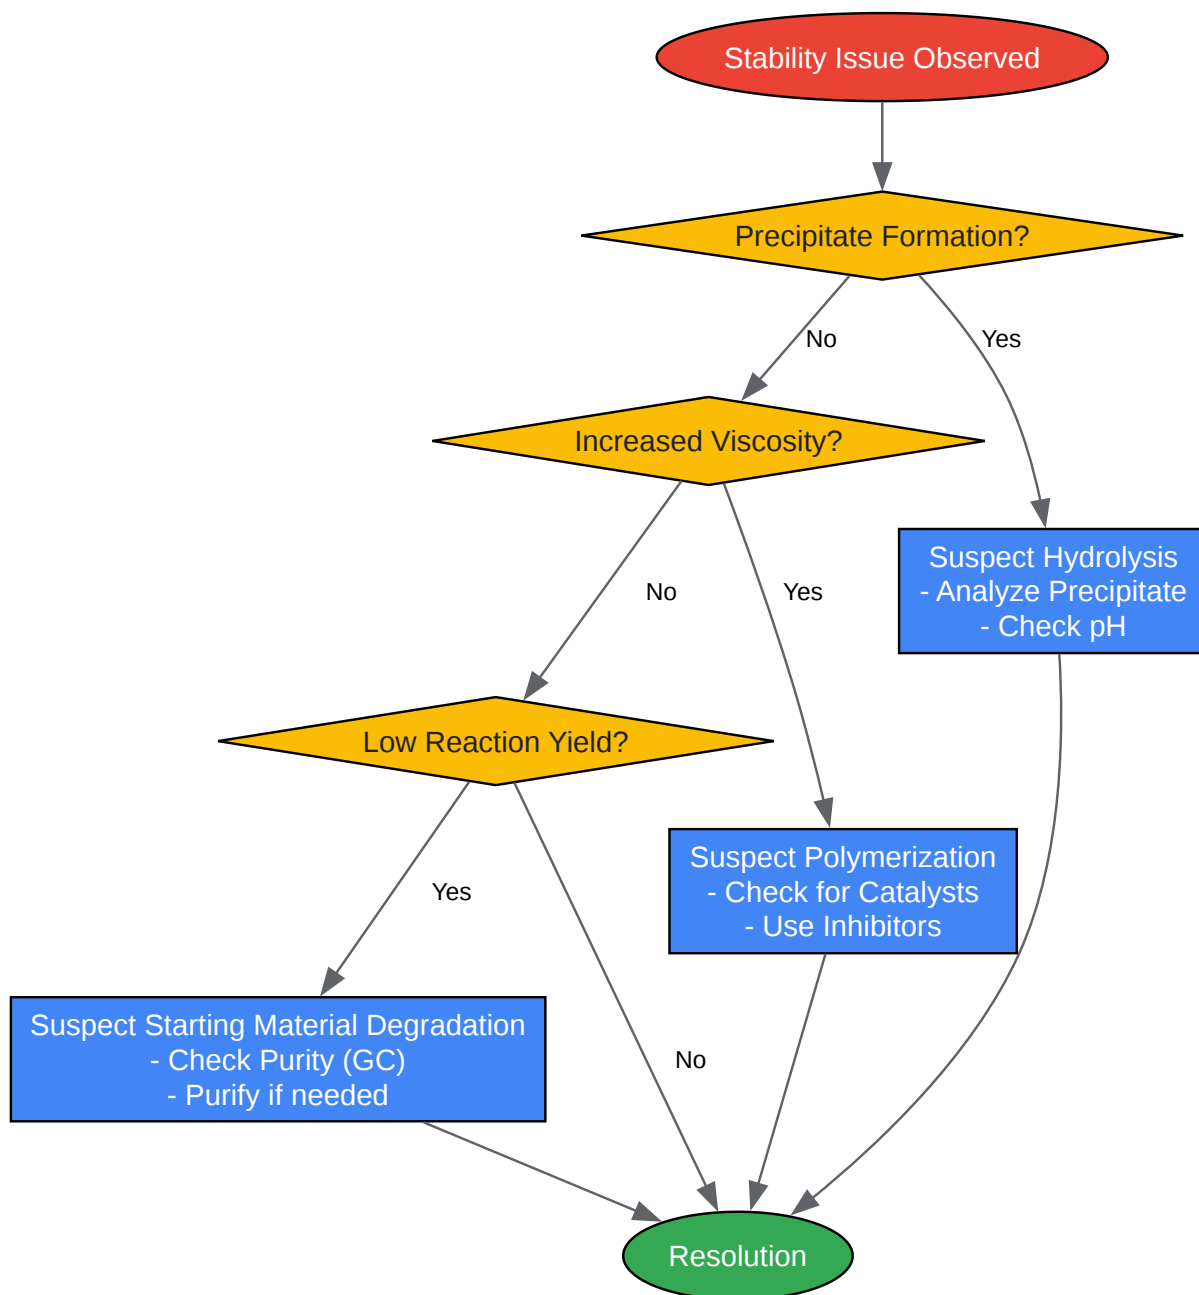 Stability Issue Observed
Precipitate Formation?
No
Yes
Increased Viscosity?
Suspect Hydrolysis
- Analyze Precipitate
- Check pH
No
Yes
Low Reaction Yield?
Suspect Polymerization
- Check for Catalysts
- Use Inhibitors
Yes
Suspect Starting Material Degradation
- Check Purity (GC)
- Purify if needed
No
Resolution